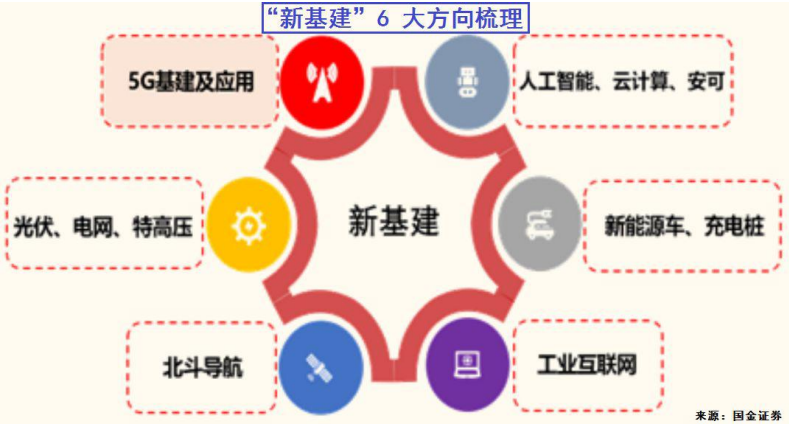 “新基建”6 大方向梳理
5G基建及应用
人工智能、云计算、安可
光伏、电网、特高压
新基建
新能源车、充电桩
北斗导航
工业互联网
来源：国金证券